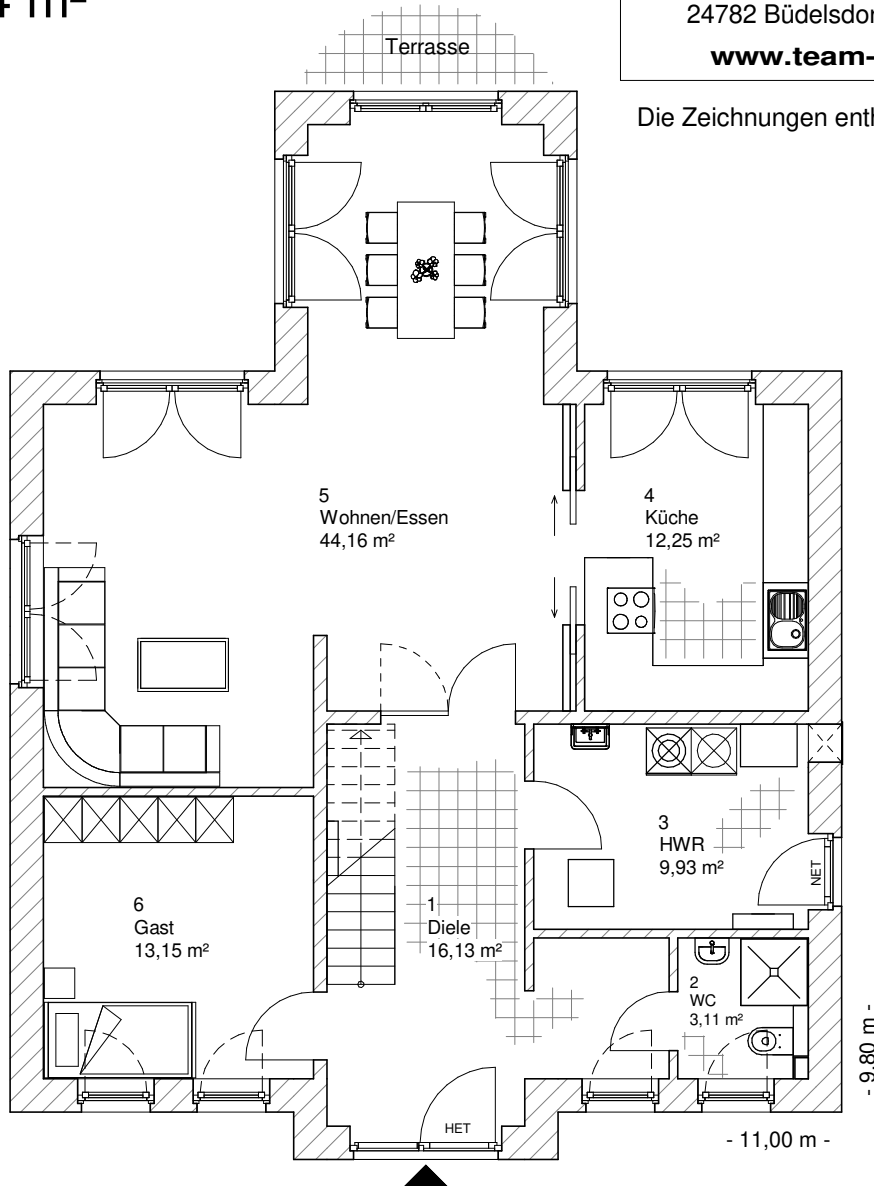 24782 Büdelsdor
www.team-
Terrasse
Die Zeichnungen enth
5
Wohnen/Essen
44,16 m²
4
Küche
12,25 m²
3
HWR
9,93 m²
NET
6
Gast
13,15 m²
1
Diele
16,13 m²
2
WC
3,11 m²
HET
- 9,80 m -
- 11,00 m -